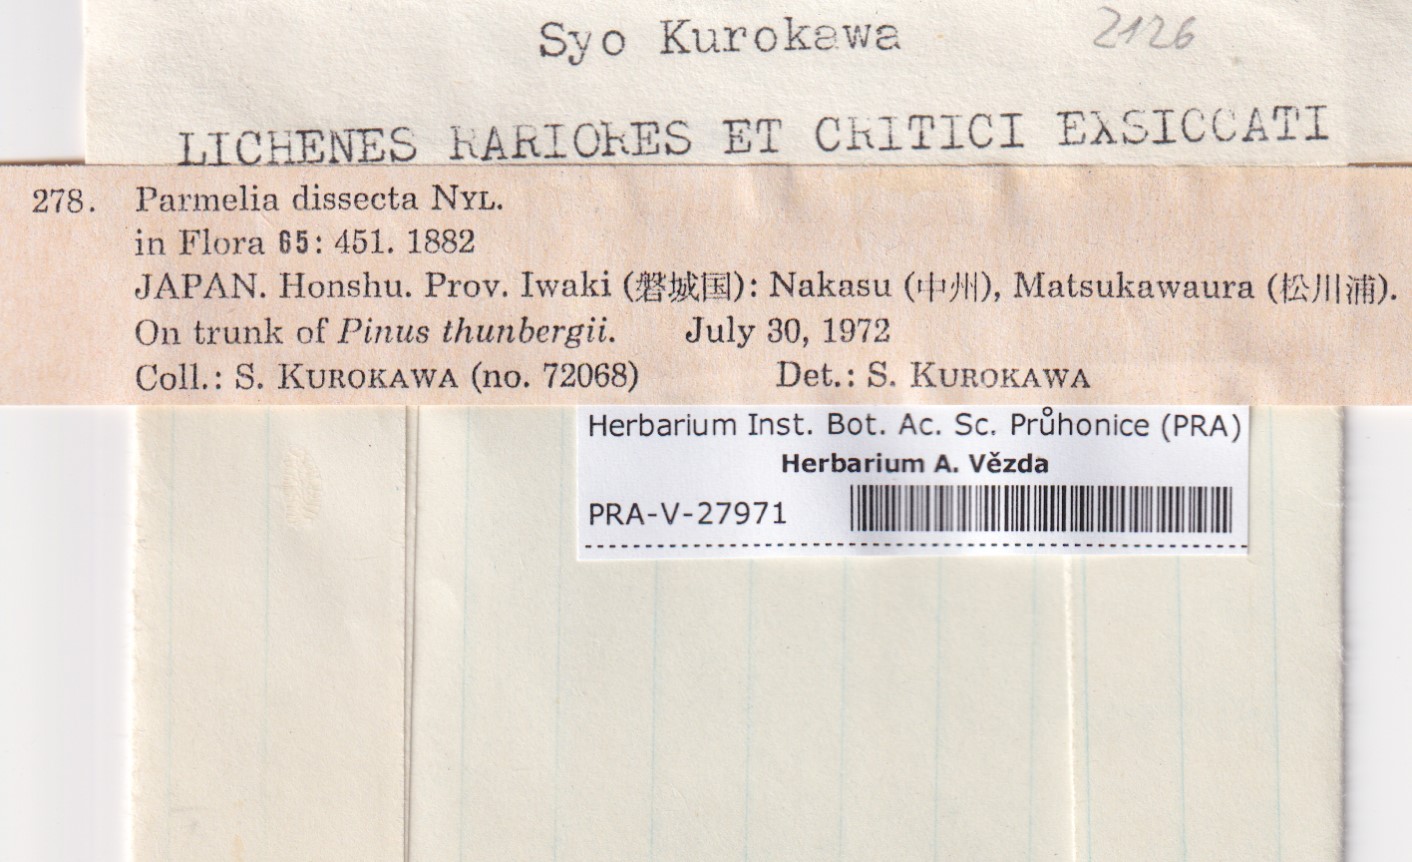 Syo Kurokawa 2126
LICHENES RARIORES ET CRITICI EXSICCATI
278. Parmelia dissecta NYL.
in Flora 65: 451. 1882
JAPAN. Honshu. Prov. Iwaki (磐城国): Nakasu (中州), Matsukawaura (松川浦).
On trunk of Pinus thunbergii. July 30, 1972
Coll.: S. KUROKAWA (no. 72068) Det.: S. KUROKAWA
Herbarium Inst. Bot. Ac. Sc. Průhonice (PRA)
Herbarium A. Vězda
PRA-V-27971